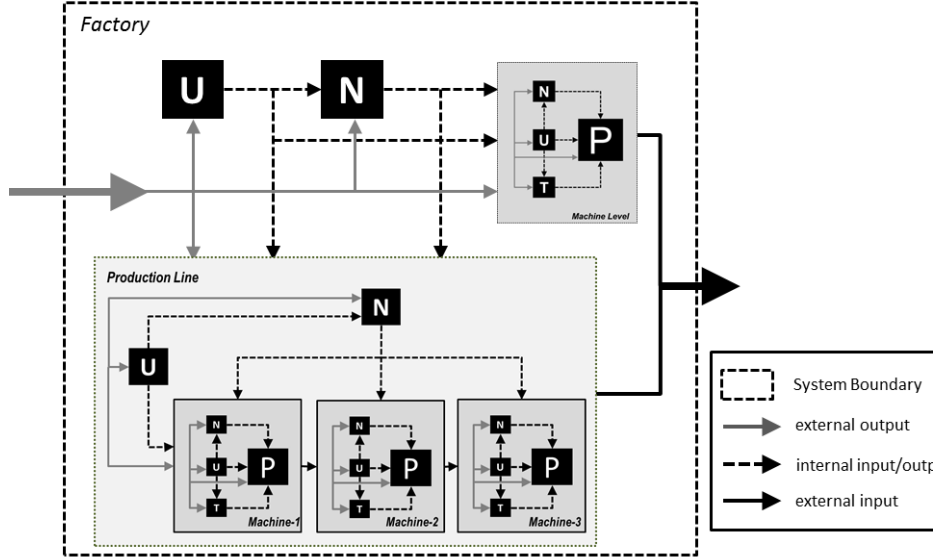 Factory
U
N
N
U
P
T
Machine Level
Production Line
N
U
N
U
P
T
Machine-1
N
U
P
T
Machine-2
N
U
P
T
Machine-3
System Boundary
external output
internal input/outp
external input